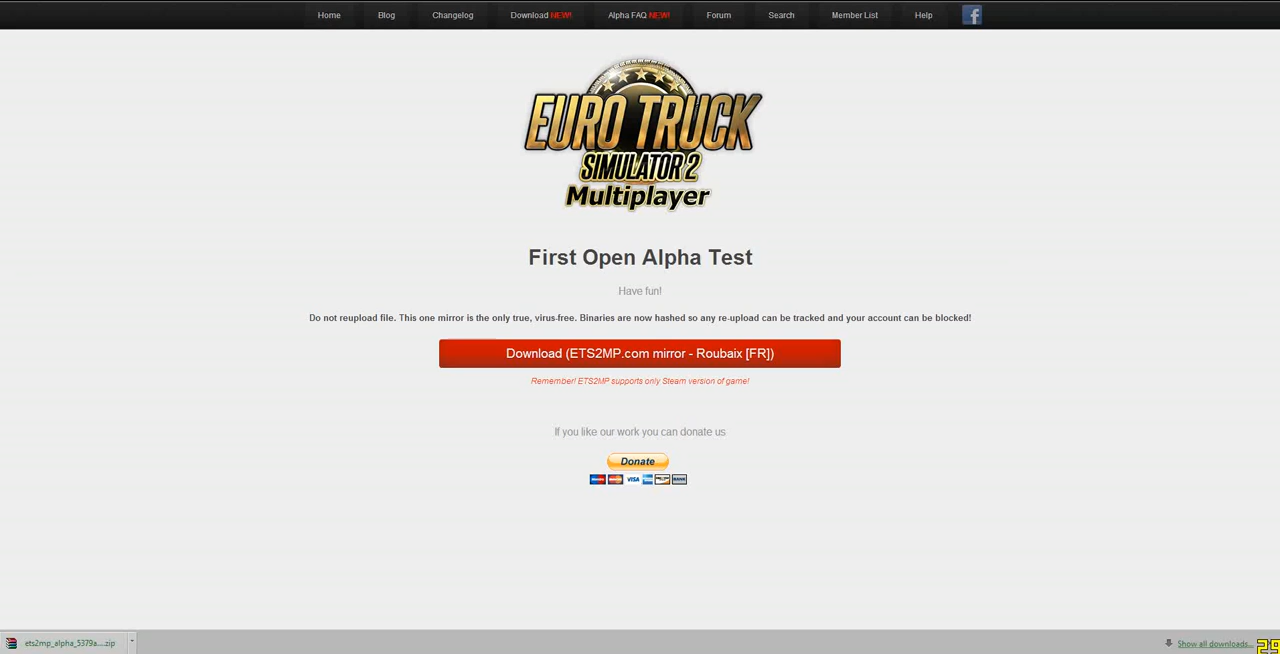 Home Blog Changelog Download NEW! Alpha FAQ NEW! Forum Search Member List Help f
EURO TRUCK
SIMULATOR 2
Multiplayer
First Open Alpha Test
Have fun!
Do not reupload file. This one mirror is the only true, virus-free. Binaries are now hashed so any re-upload can be tracked and your account can be blocked!
Download (ETS2MP.com mirror - Roubaix [FR])
Remember! ETS2MP supports only Steam version of game!
If you like our work you can donate us
Donate
VISA BANK
ets2mp_alpha_5379a....zip Show all downloads... 29